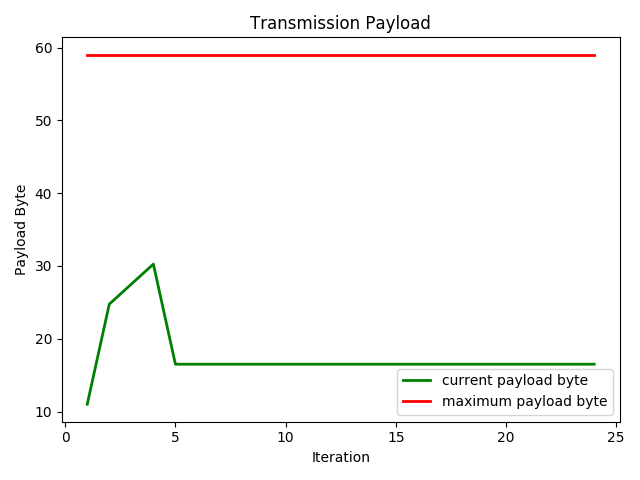 Transmission Payload
60
50
40
30
20
10
Payload Byte
0
5
10
15
20
25
Iteration
current payload byte
maximum payload byte